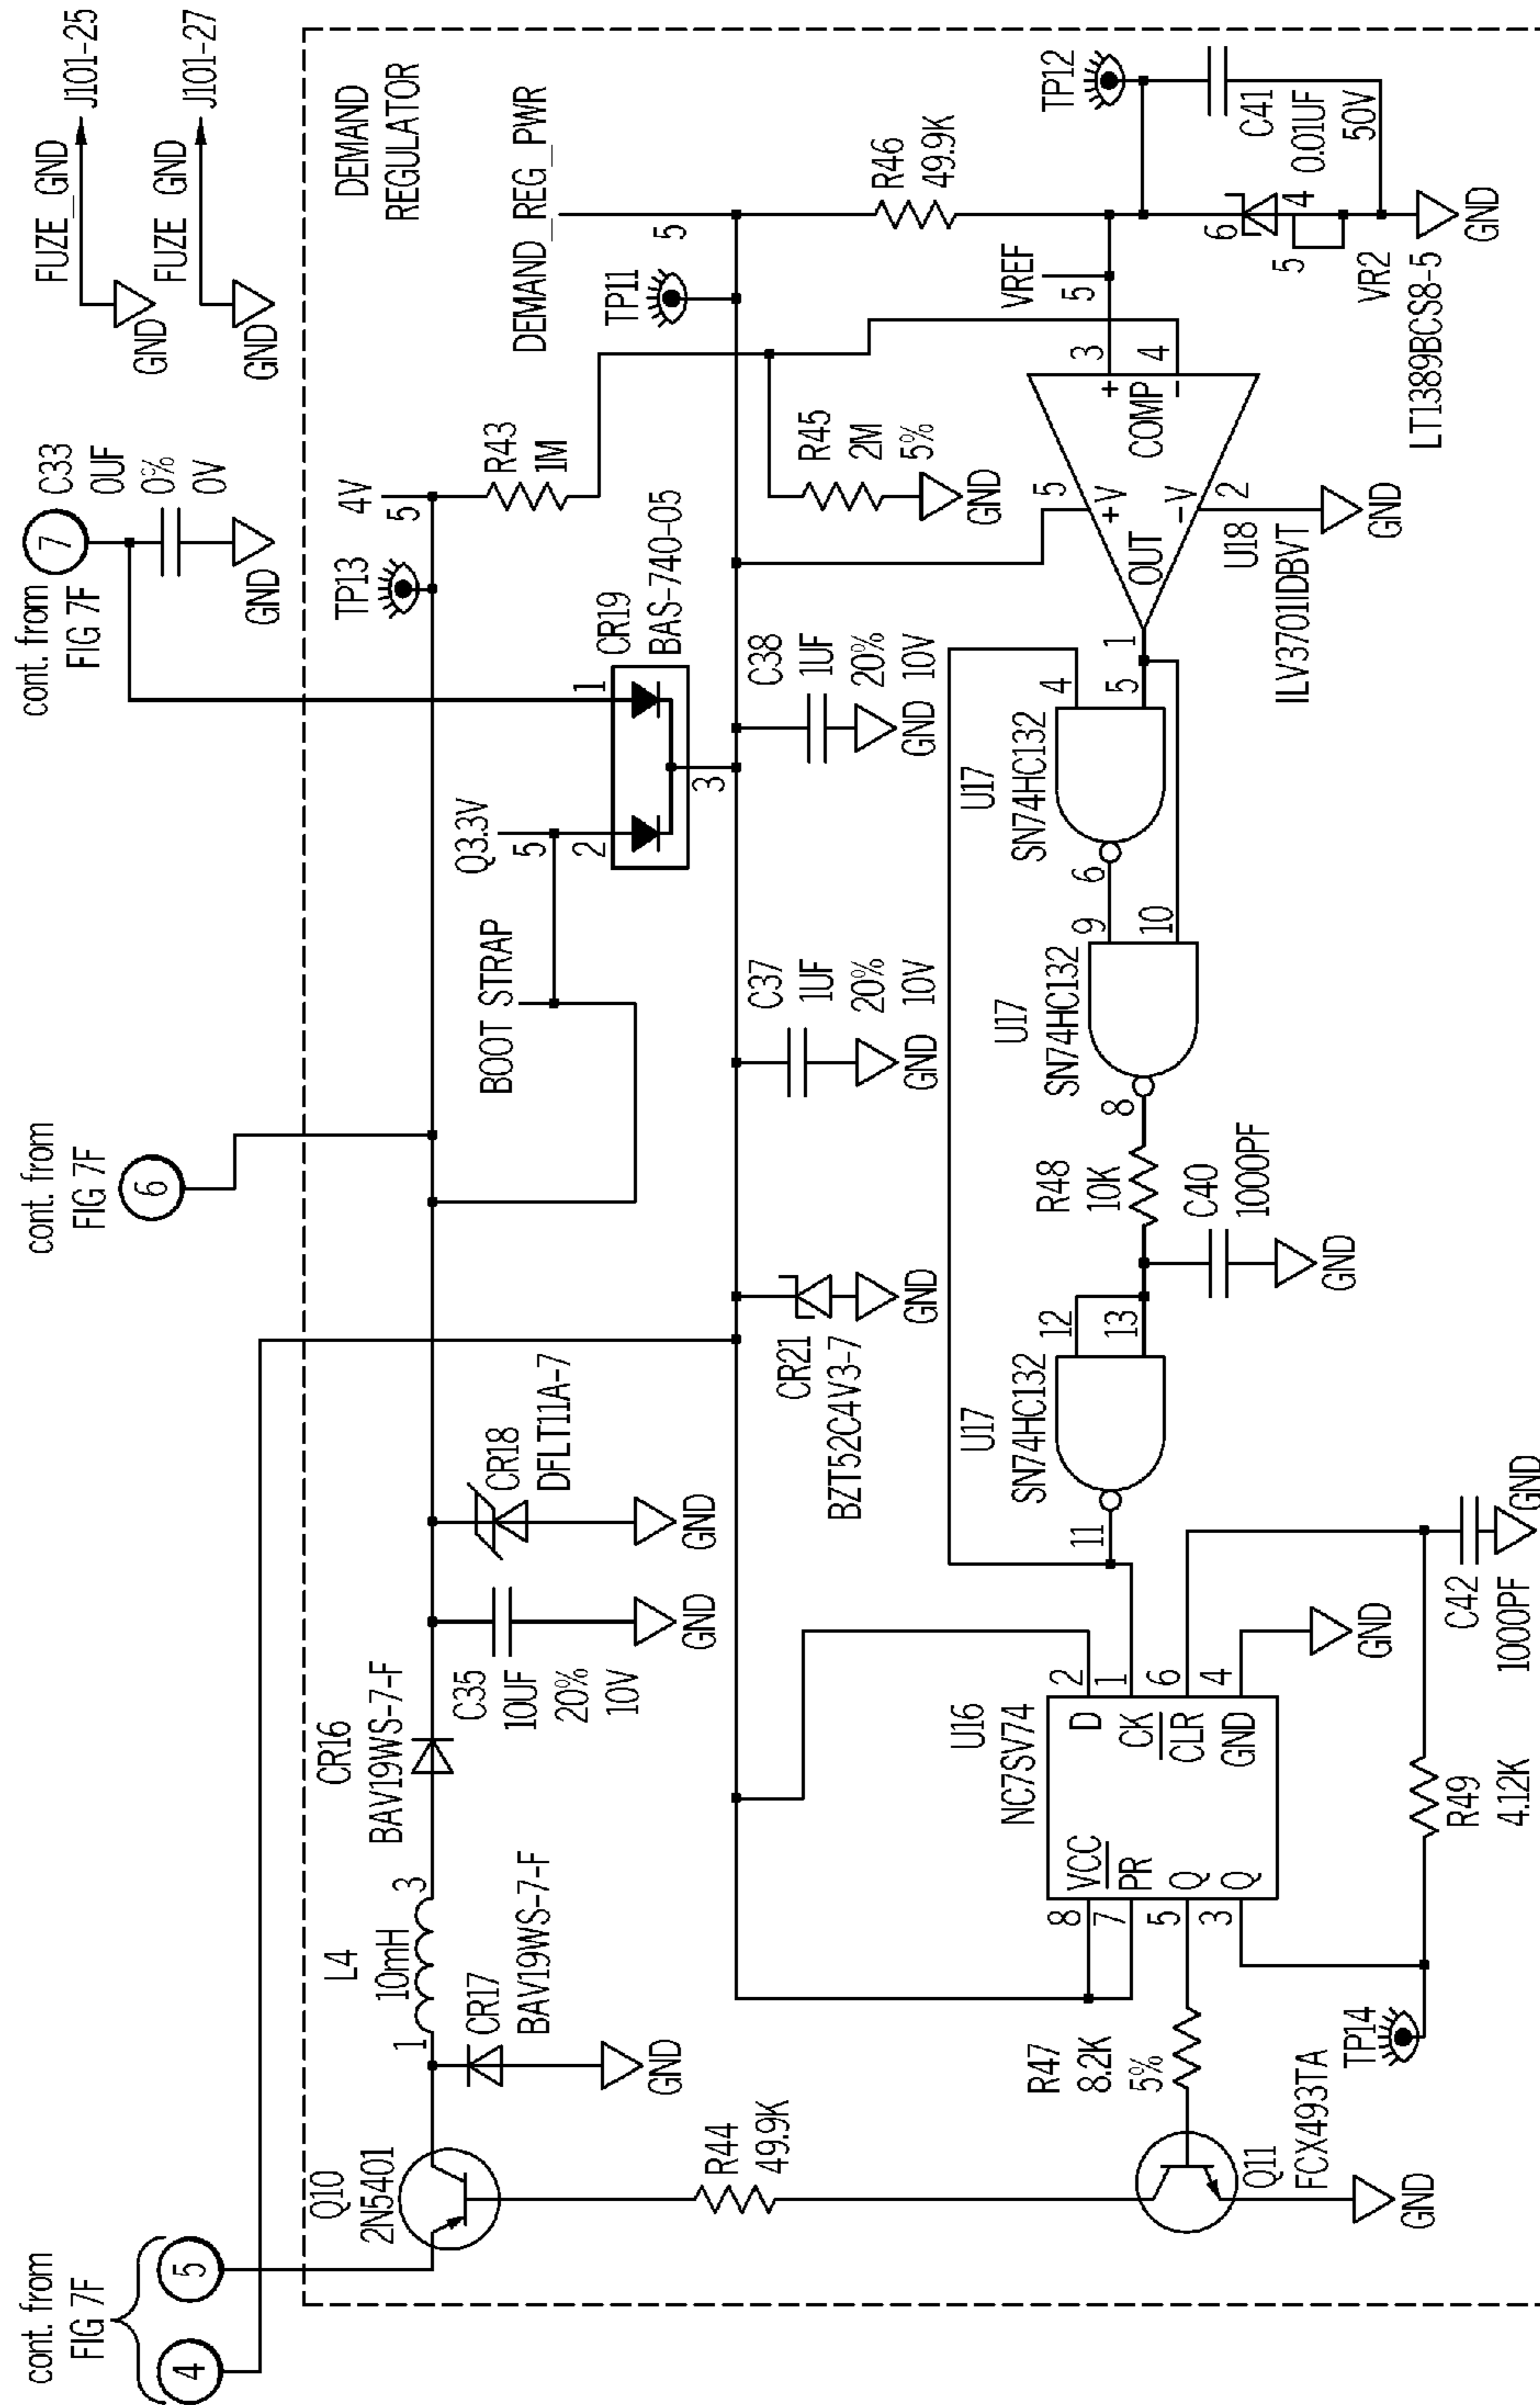 cont. from
FIG 7F
4
5
cont. from
FIG 7F
6
cont. from
FIG 7F
7
C33
0UF
0%
0V
GND
FUZE_GND
J101-25
GND
FUZE_GND
J101-27
GND
DEMAND
REGULATOR
Q10
2N5401
L4
10mH
1
3
CR17
BAV19WS-7-F
GND
CR16
BAV19WS-7-F
C35
10UF
20%
10V
GND
CR18
DFLT11A-7
GND
BOOT STRAP
Q3.3V
5
2
1
3
CR19
BAS-740-05
TP13
4V
5
R43
1M
TP11
DEMAND_REG_PWR
5
R44
49.9K
CR21
BZT52C4V3-7
GND
C37
1UF
20%
10V
GND
C38
1UF
20%
10V
GND
R45
2M
5%
GND
R46
49.9K
VREF
5
TP12
C41
0.01UF
50V
6
5
4
VR2
LT1389BCS8-5
GND
3
4
+
-
COMP
5
+V
-V
2
OUT
1
U18
ILV3701IDBVT
GND
U17
SN74HC132
4
5
6
U17
SN74HC132
9
10
8
R48
10K
C40
1000PF
GND
U17
SN74HC132
12
13
11
U16
NC7SV74
D
CK
CLR
GND
2
1
6
4
GND
VCC
PR
Q
Q
8
7
5
3
R47
8.2K
5%
Q11
FCX493TA
GND
TP14
R49
4.12K
C42
1000PF
GND